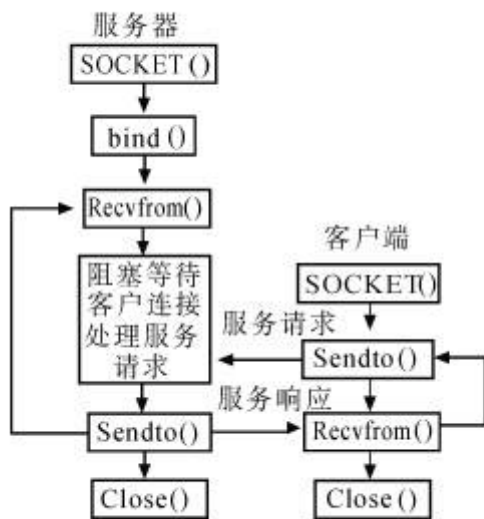 服务器
SOCKET()
bind()
Recvfrom()
阻塞等待
客户连接
处理服务
请求
Sendto()
Close()
客户端
SOCKET()
服务请求
Sendto()
服务响应
Recvfrom()
Close()